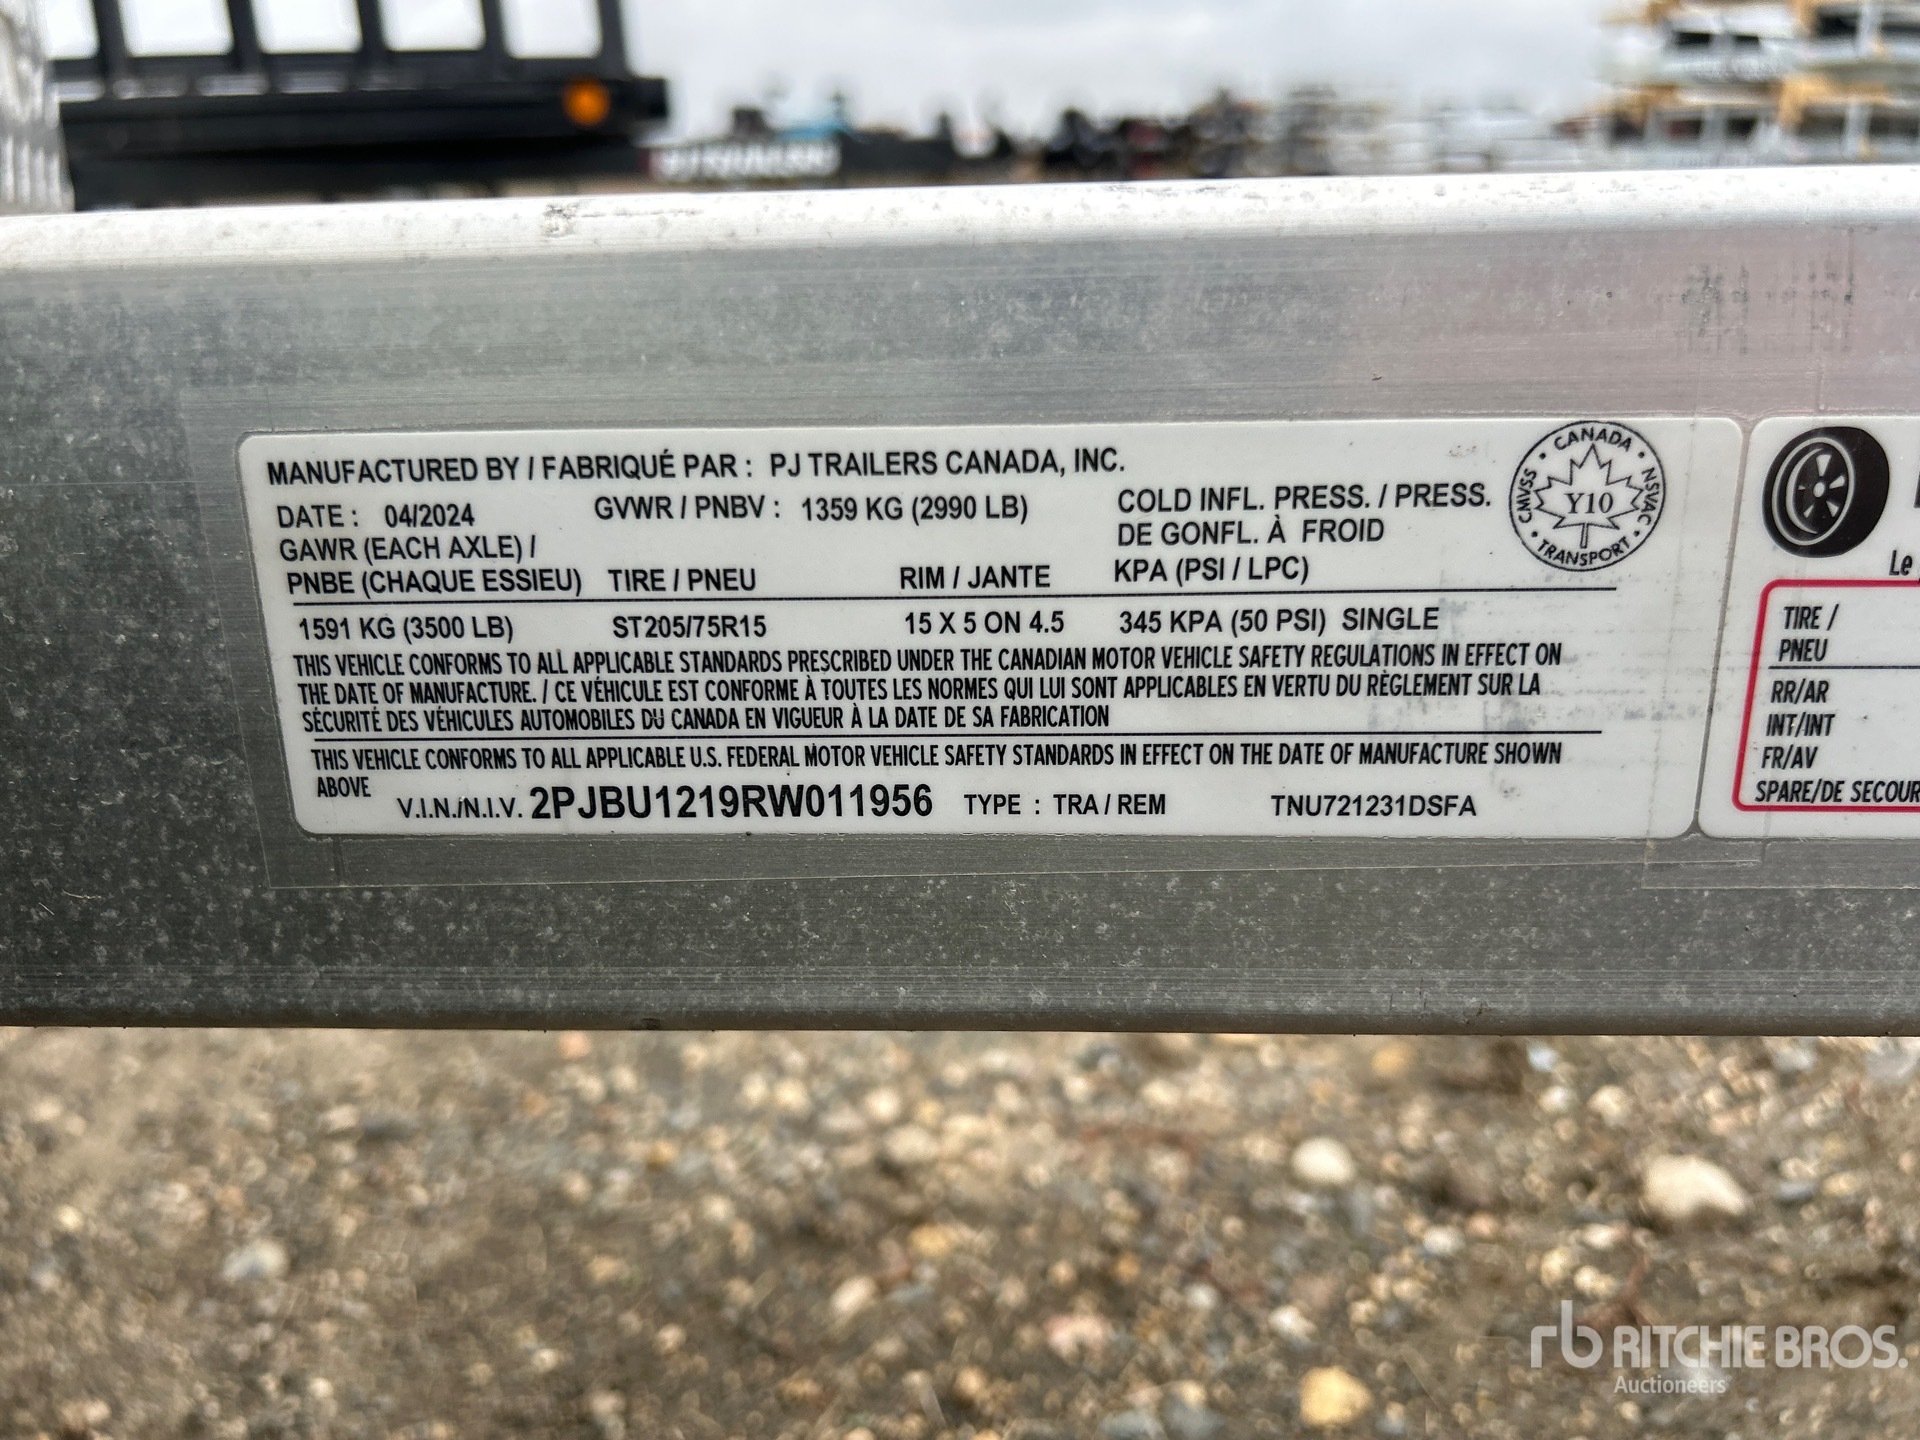 MANUFACTURED BY / FABRIQUÉ PAR : PJ TRAILERS CANADA, INC.
DATE : 04/2024 GVWR / PNBV : 1359 KG (2990 LB)
COLD INFL. PRESS. / PRESS.
DE GONFL. À FROID
KPA (PSI / LPC)
GAWR (EACH AXLE) /
PNBE (CHAQUE ESSIEU) TIRE / PNEU RIM / JANTE
1591 KG (3500 LB) ST205/75R15 15 X 5 ON 4.5 345 KPA (50 PSI) SINGLE
THIS VEHICLE CONFORMS TO ALL APPLICABLE STANDARDS PRESCRIBED UNDER THE CANADIAN MOTOR VEHICLE SAFETY REGULATIONS IN EFFECT ON
THE DATE OF MANUFACTURE. / CE VÉHICULE EST CONFORME À TOUTES LES NORMES QUI LUI SONT APPLICABLES EN VERTU DU RÈGLEMENT SUR LA
SÉCURITÉ DES VÉHICULES AUTOMOBILES DU CANADA EN VIGUEUR À LA DATE DE SA FABRICATION
THIS VEHICLE CONFORMS TO ALL APPLICABLE U.S. FEDERAL MOTOR VEHICLE SAFETY STANDARDS IN EFFECT ON THE DATE OF MANUFACTURE SHOWN
ABOVE
V.I.N./N.I.V. 2PJBU1219RW011956 TYPE : TRA / REM TNU721231DSFA
CANADA
CMVSS
NSVAC
Y10
TRANSPORT
Le
TIRE /
PNEU
RR/AR
INT/INT
FR/AV
SPARE/DE SECOUR
rb RITCHIE BROS.
Auctioneers